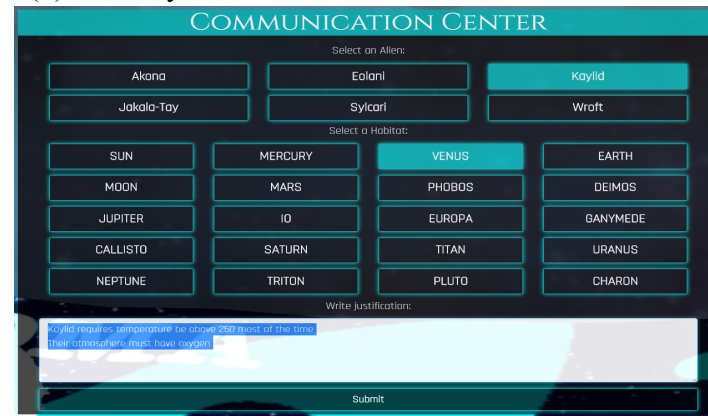 COMMUNICATION CENTER
Select an Alien:
Akona Eolani Kaylid
Jakala-Tay Sylcari Wroft
Select a Habitat:
SUN MERCURY VENUS EARTH
MOON MARS PHOBOS DEIMOS
JUPITER IO EUROPA GANYMEDE
CALLISTO SATURN TITAN URANUS
NEPTUNE TRITON PLUTO CHARON
Write justification:
Kaylid requires temperature be above 250 most of the time
Their atmosphere must have oxygen
Submit